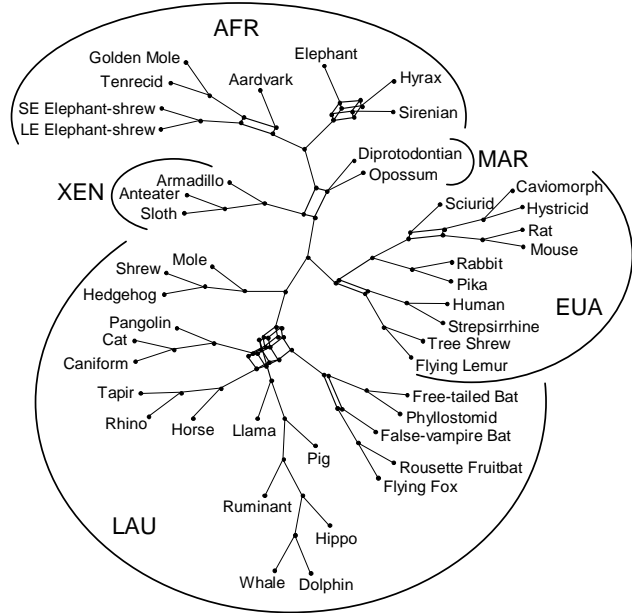 AFR
Elephant
Golden Mole
Aardvark
Hyrax
Tenrecid
SE Elephant-shrew
Sirenian
LE Elephant-shrew
Diprotodontian
MAR
Opossum
XEN
Armadillo
Anteater
Sloth
Caviomorph
Sciurid
Hystricid
Rat
Mouse
Mole
Shrew
Rabbit
Hedgehog
Pika
Human
EUA
Pangolin
Strepsirrhine
Cat
Tree Shrew
Caniform
Flying Lemur
Tapir
Free-tailed Bat
Rhino
Horse
Llama
Phyllostomid
False-vampire Bat
Pig
Rousette Fruitbat
Flying Fox
LAU
Ruminant
Hippo
Whale
Dolphin